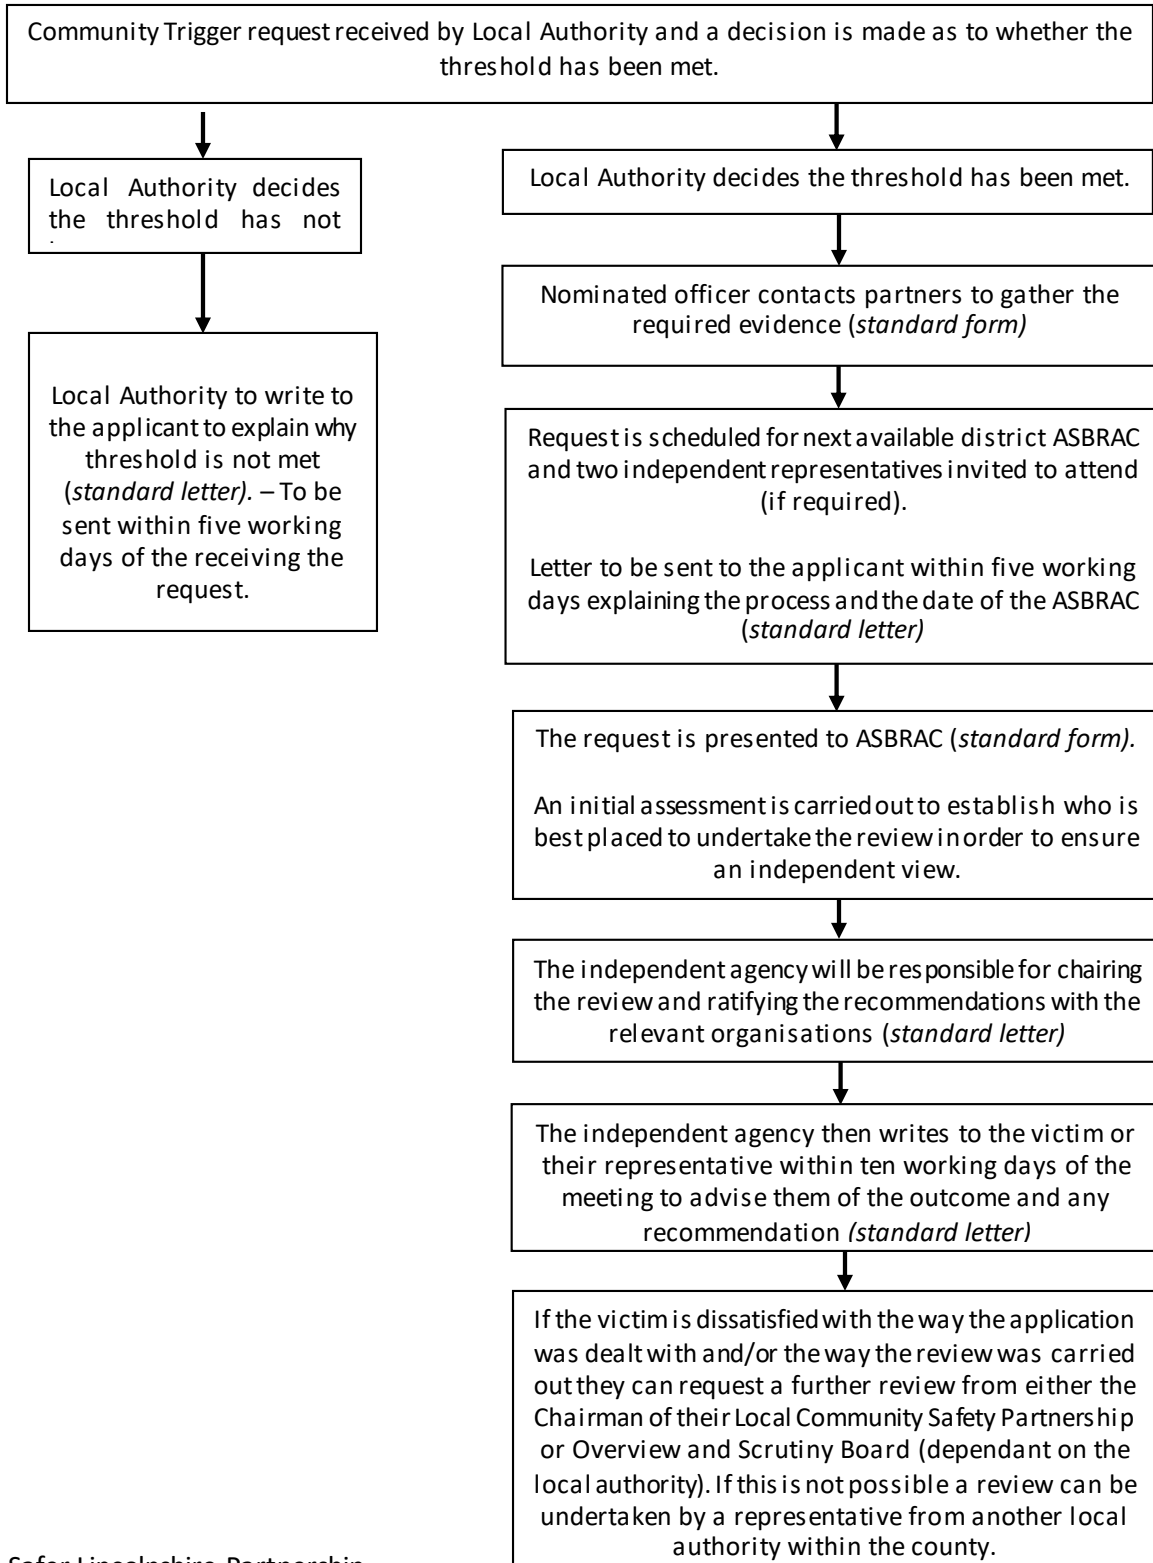 Community Trigger request received by Local Authority and a decision is made as to whether the
threshold has been met.
Local Authority decides
the threshold has not
Local Authority to write to
the applicant to explain why
threshold is not met
(standard letter). – To be
sent within five working
days of the receiving the
request.
Local Authority decides the threshold has been met.
Nominated officer contacts partners to gather the
required evidence (standard form)
Request is scheduled for next available district ASBRAC
and two independent representatives invited to attend
(if required).
Letter to be sent to the applicant within five working
days explaining the process and the date of the ASBRAC
(standard letter)
The request is presented to ASBRAC (standard form).
An initial assessment is carried out to establish who is
best placed to undertake the review in order to ensure
an independent view.
The independent agency will be responsible for chairing
the review and ratifying the recommendations with the
relevant organisations (standard letter)
The independent agency then writes to the victim or
their representative within ten working days of the
meeting to advise them of the outcome and any
recommendation (standard letter)
If the victim is dissatisfied with the way the application
was dealt with and/or the way the review was carried
out they can request a further review from either the
Chairman of their Local Community Safety Partnership
or Overview and Scrutiny Board (dependant on the
local authority). If this is not possible a review can be
undertaken by a representative from another local
authority within the county.
Safer Lincolnshire Partnership